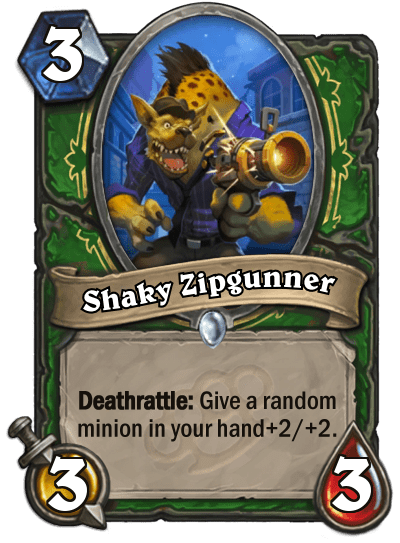 3
Shaky Zipgunner
Deathrattle: Give a random
minion in your hand+2/+2.
3
3